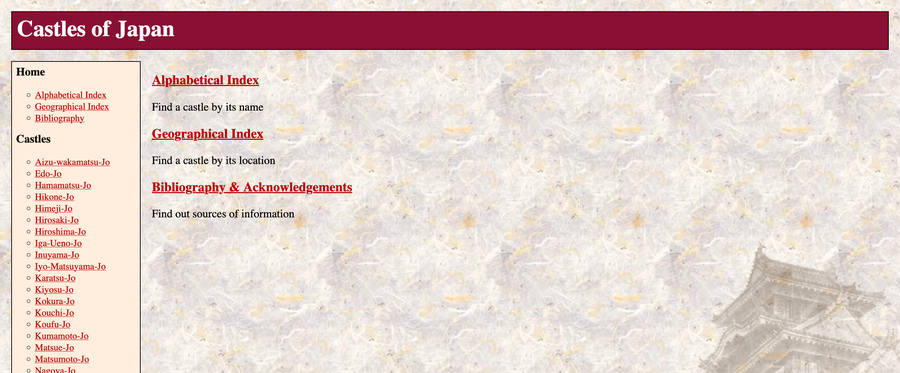 Castles of Japan
Home
Alphabetical Index
Geographical Index
Bibliography
Castles
Aizu-wakamatsu-Jo
Edo-Jo
Hamamatsu-Jo
Hikone-Jo
Himeji-Jo
Hirosaki-Jo
Hiroshima-Jo
Iga-Ueno-Jo
Inuyama-Jo
Iyo-Matsuyama-Jo
Karatsu-Jo
Kiyosu-Jo
Kokura-Jo
Kouchi-Jo
Koufu-Jo
Kumamoto-Jo
Matsue-Jo
Matsumoto-Jo
Nagoya-Jo
Alphabetical Index
Find a castle by its name
Geographical Index
Find a castle by its location
Bibliography & Acknowledgements
Find out sources of information